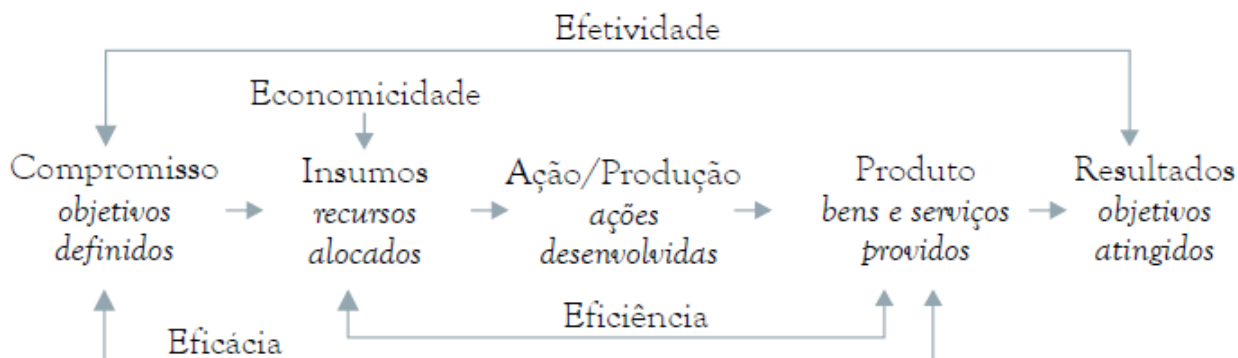 Efetividade
Economicidade
Compromisso
objetivos
definidos
Insumos
recursos
alocados
Ação/Produção
ações
desenvolvidas
Produto
bens e serviços
providos
Resultados
objetivos
atingidos
Eficiência
Eficácia